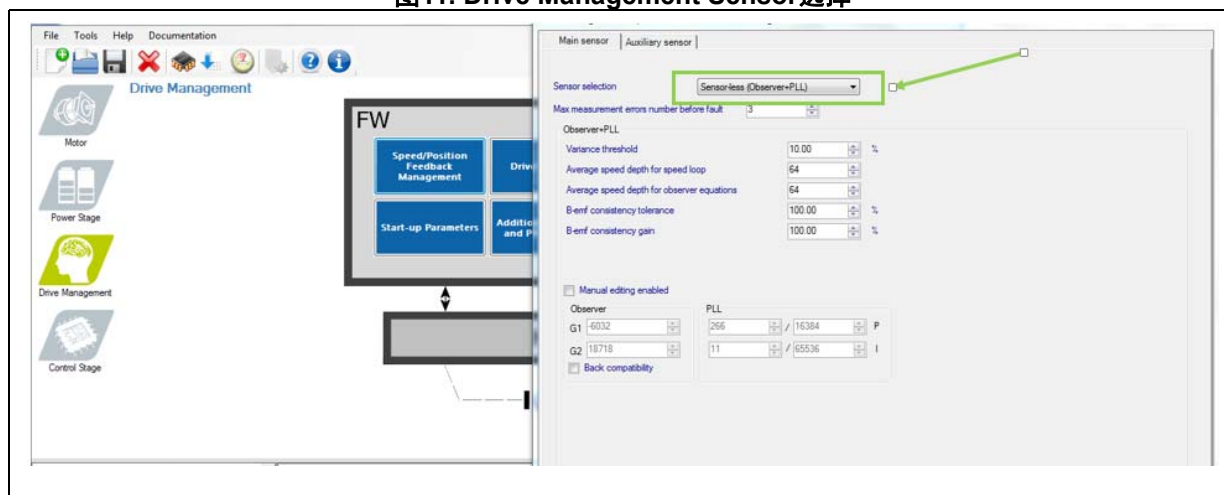 图11. Drive Management Sensor选择
File Tools Help Documentation
Drive Management
Motor
Power Stage
Drive Management
Control Stage
FW
Speed/Position
Feedback
Management
Driv
Start-up Parameters
Additio
and P
Main sensor
Auxiliary sensor
Sensor selection
Sensor-less (Observer+PLL)
Max measurement errors number before fault 3
Observer+PLL
Variance threshold 10.00 %
Average speed depth for speed loop 64
Average speed depth for observer equations 64
B-emf consistency tolerance 100.00 %
B-emf consistency gain 100.00 %
Manual editing enabled
Observer
G1 -6032
G2 18718
Back compatibility
PLL
266 / 16384 P
11 / 65536 I